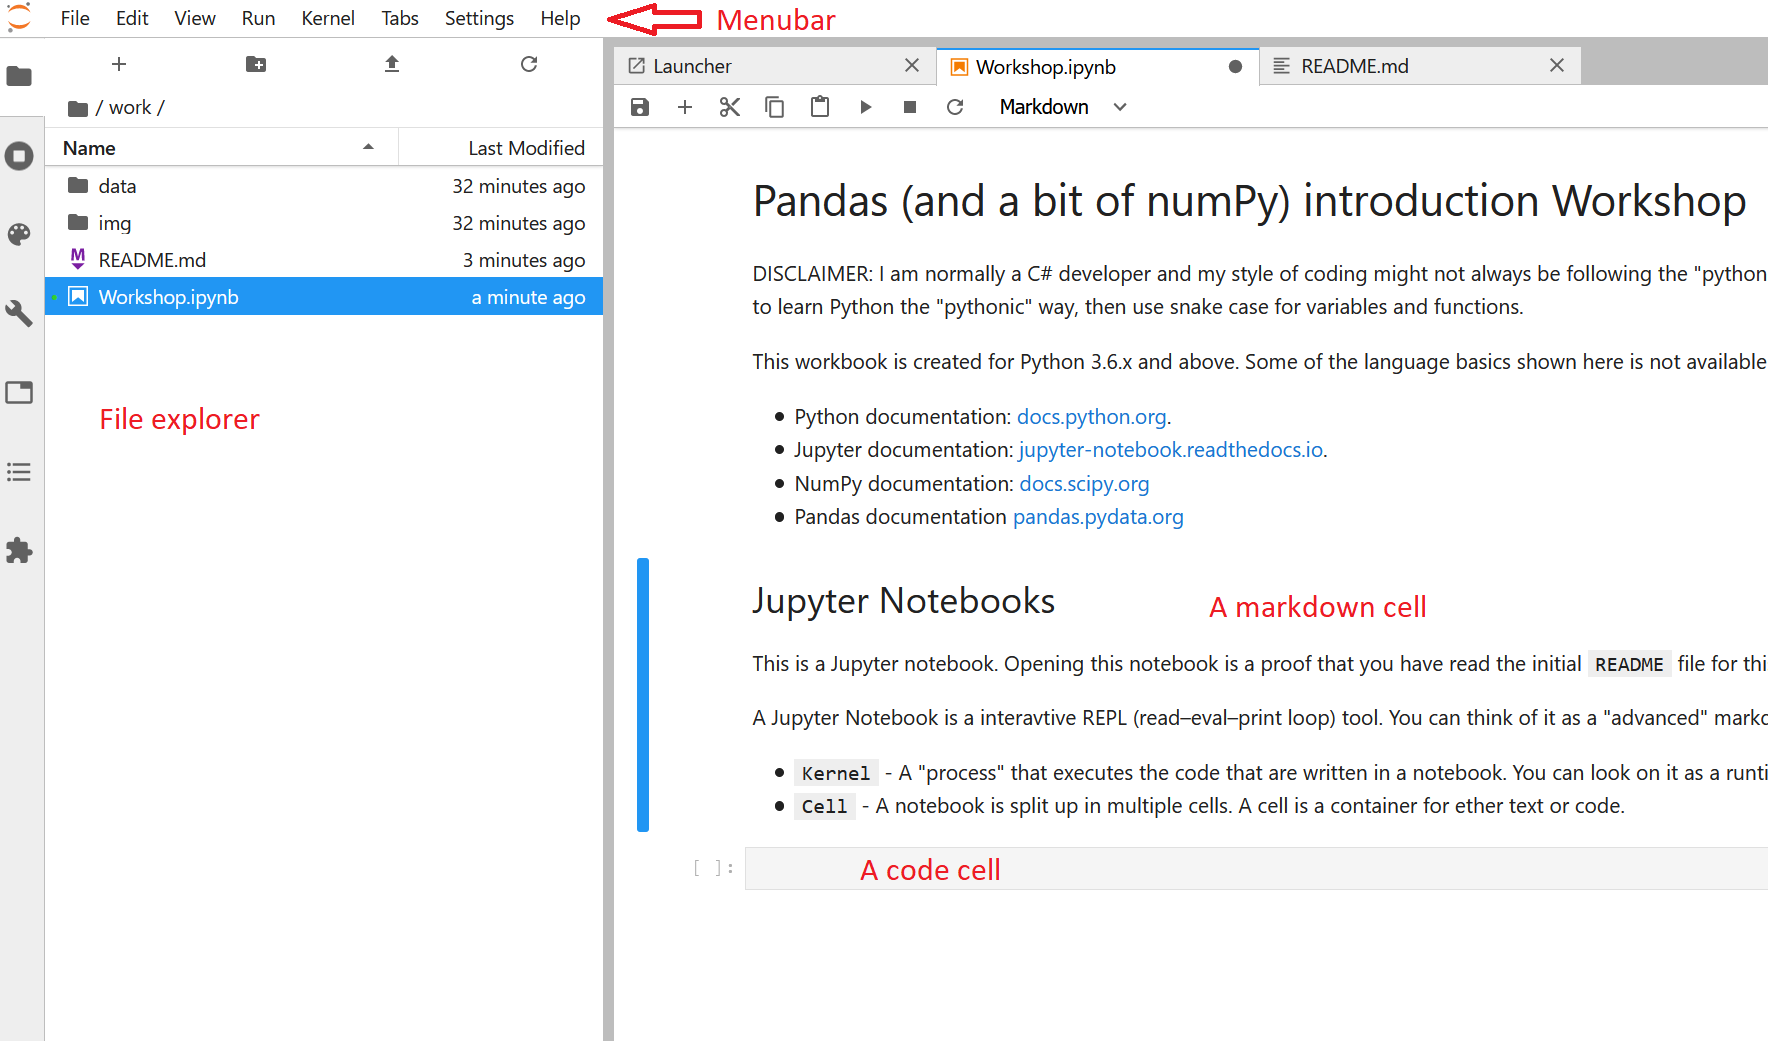 File Edit View Run Kernel Tabs Settings Help Menubar
/ work /
Name Last Modified
data 32 minutes ago
img 32 minutes ago
README.md 3 minutes ago
Workshop.ipynb a minute ago
File explorer
Launcher Workshop.ipynb README.md
Markdown
Pandas (and a bit of numPy) introduction Workshop
DISCLAIMER: I am normally a C# developer and my style of coding might not always be following the "python
to learn Python the "pythonic" way, then use snake case for variables and functions.
This workbook is created for Python 3.6.x and above. Some of the language basics shown here is not available
• Python documentation: docs.python.org.
• Jupyter documentation: jupyter-notebook.readthedocs.io.
• NumPy documentation: docs.scipy.org
• Pandas documentation pandas.pydata.org
Jupyter Notebooks A markdown cell
This is a Jupyter notebook. Opening this notebook is a proof that you have read the initial README file for thi
A Jupyter Notebook is a interavtive REPL (read–eval–print loop) tool. You can think of it as a "advanced" markd
• Kernel - A "process" that executes the code that are written in a notebook. You can look on it as a runti
• Cell - A notebook is split up in multiple cells. A cell is a container for ether text or code.
[ ]: A code cell